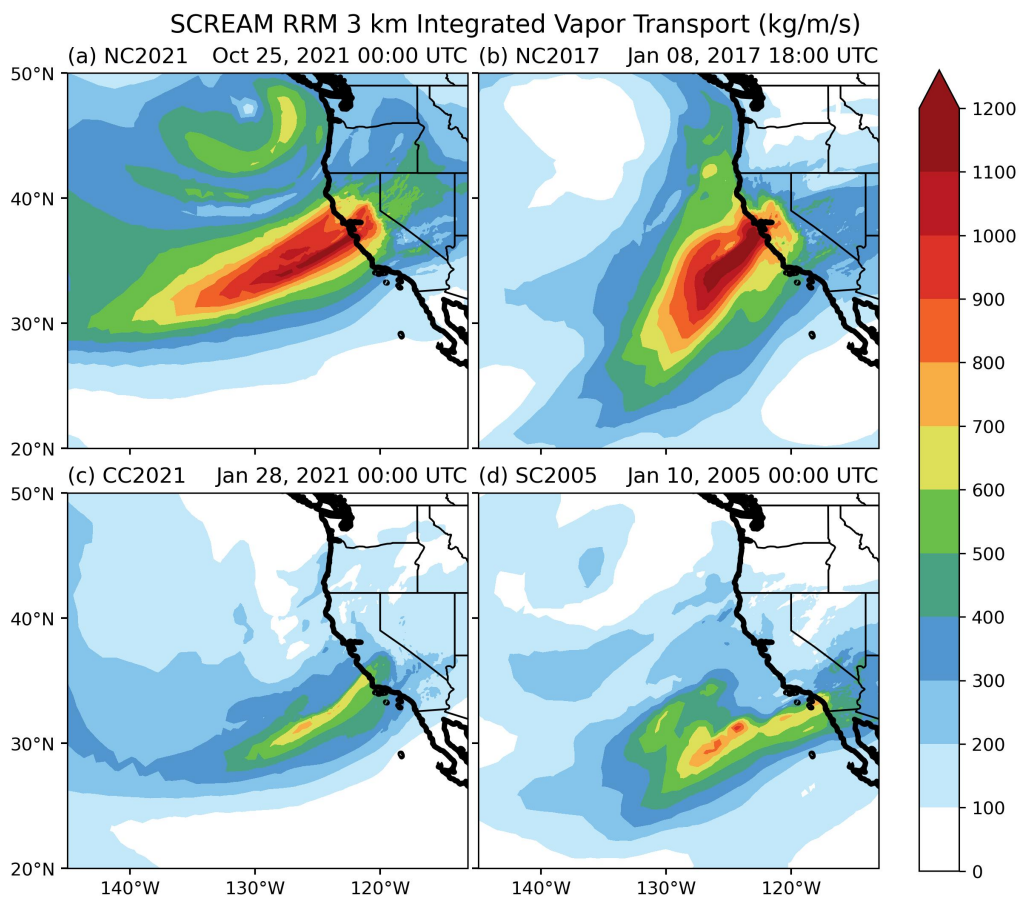 SCREAM RRM 3 km Integrated Vapor Transport (kg/m/s)
(a) NC2021 Oct 25, 2021 00:00 UTC
(b) NC2017 Jan 08, 2017 18:00 UTC
50°N
40°N
30°N
20°N
(c) CC2021 Jan 28, 2021 00:00 UTC
(d) SC2005 Jan 10, 2005 00:00 UTC
50°N
40°N
30°N
20°N
140°W 130°W 120°W
140°W 130°W 120°W
1200
1100
1000
900
800
700
600
500
400
300
200
100
0